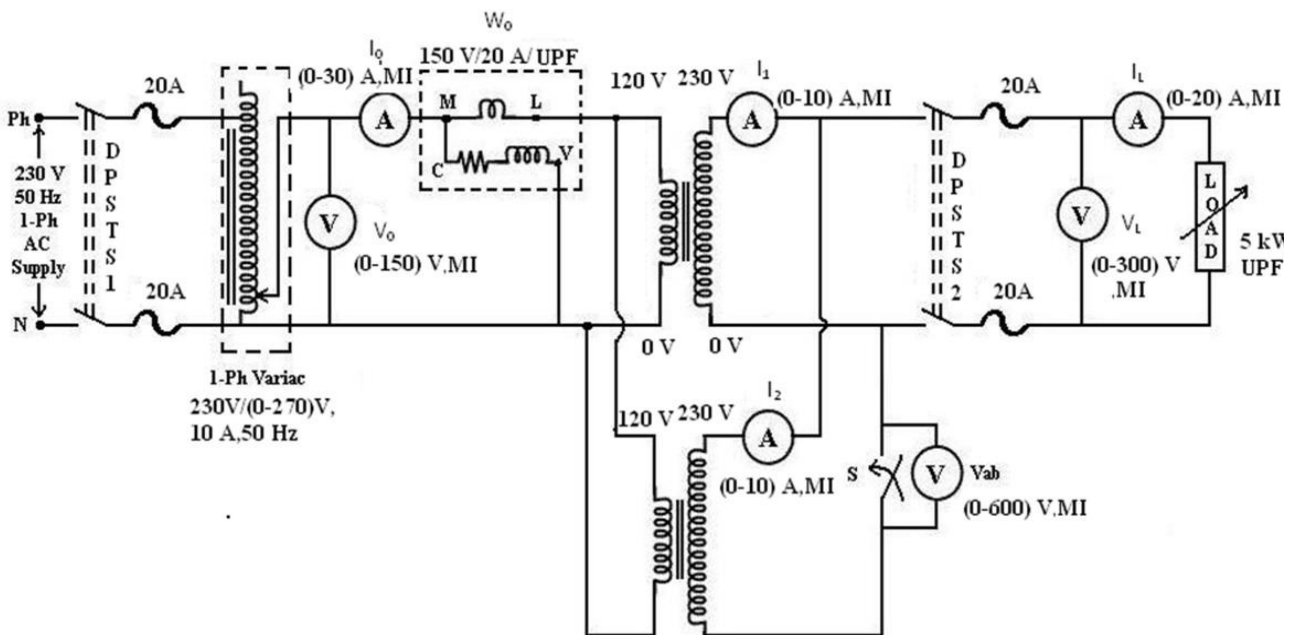 W₀
150 V/20 A/ UPF
I₀
(0-30) A,MI
A
M
L
C
V
20A
Ph
230 V
50 Hz
1-Ph
AC
Supply
N
D
P
S
T
S
1
20A
V
V₀
(0-150) V,MI
1-Ph Variac
230V/(0-270)V,
10 A,50 Hz
120 V 230 V
0 V
0 V
I₁
(0-10) A,MI
A
120 V 230 V
I₂
A
(0-10) A,MI
S
V
Vab
(0-600) V,MI
D
P
S
T
S
2
20A
20A
I_L
(0-20) A,MI
A
V
V_L
(0-300) V
,MI
L
O
A
D
5 kW
UPF